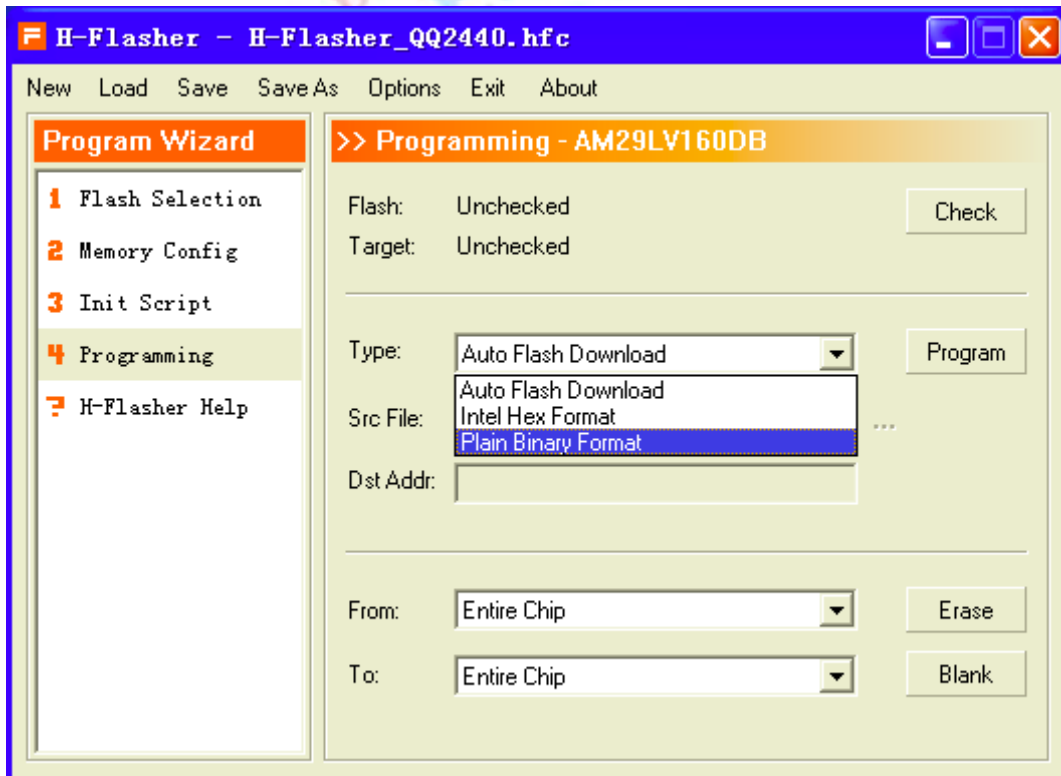 H-Flasher - H-Flasher_QQ2440.hfc
New Load Save Save As Options Exit About
Program Wizard
1 Flash Selection
2 Memory Config
3 Init Script
4 Programming
? H-Flasher Help
>> Programming - AM29LV160DB
Flash: Unchecked
Check
Target: Unchecked
Type: Auto Flash Download
Program
Auto Flash Download
Intel Hex Format
Plain Binary Format
Src File:
...
Dst Addr:
From: Entire Chip
Erase
To: Entire Chip
Blank